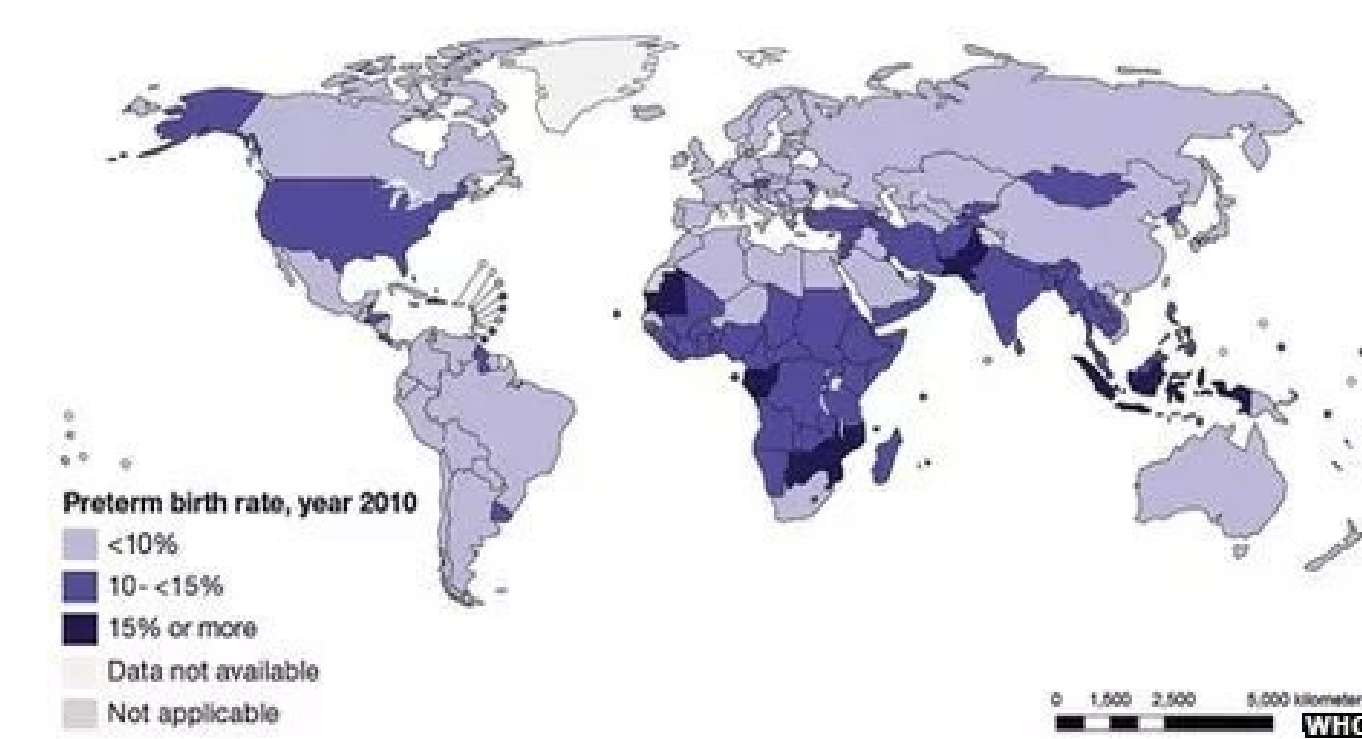 Preterm birth rate, year 2010
<10%
10- <15%
15% or more
Data not available
Not applicable
0 1,500 2,500 5,000 kilometer
WHO